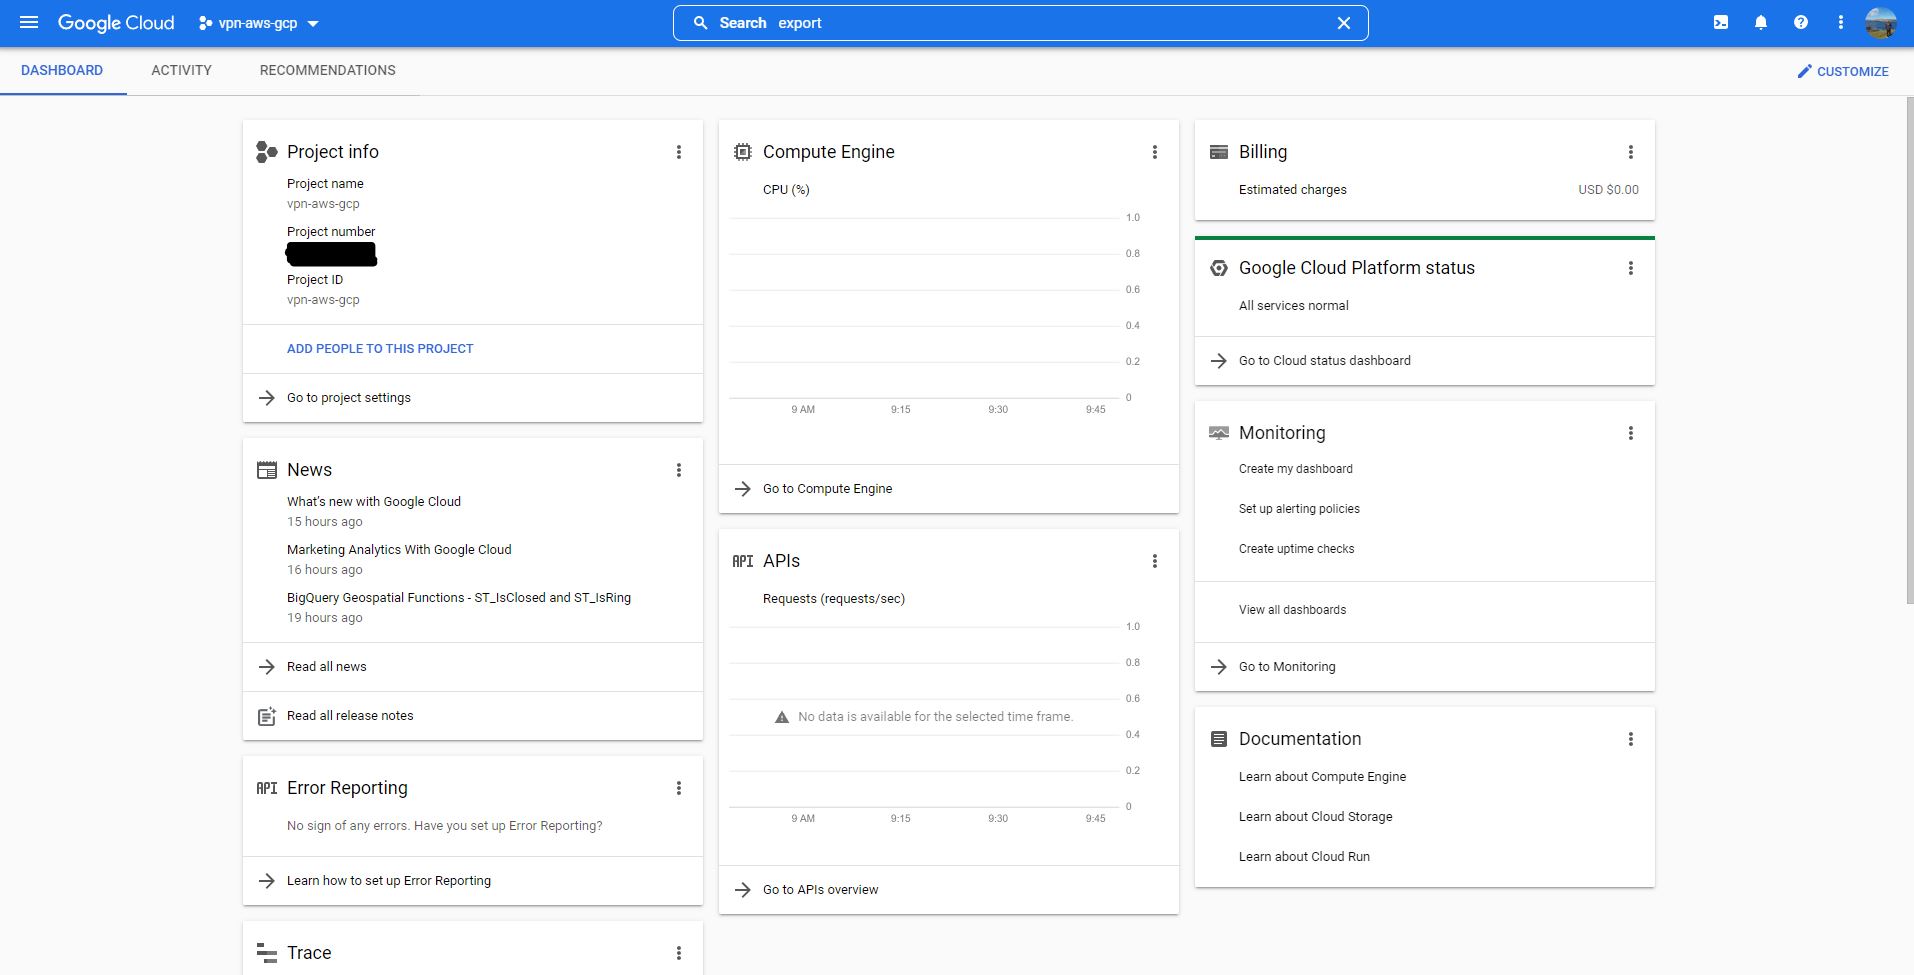 Google Cloud
vpn-aws-gcp
Search export
DASHBOARD
ACTIVITY
RECOMMENDATIONS
CUSTOMIZE
Project info
Project name
vpn-aws-gcp
Project number
Project ID
vpn-aws-gcp
ADD PEOPLE TO THIS PROJECT
Go to project settings
News
What's new with Google Cloud
15 hours ago
Marketing Analytics With Google Cloud
16 hours ago
BigQuery Geospatial Functions - ST_IsClosed and ST_IsRing
19 hours ago
Read all news
Read all release notes
API Error Reporting
No sign of any errors. Have you set up Error Reporting?
Learn how to set up Error Reporting
Trace
Compute Engine
CPU (%)
1.0
0.8
0.6
0.4
0.2
0
9 AM 9:15 9:30 9:45
Go to Compute Engine
API APIs
Requests (requests/sec)
1.0
0.8
0.6
No data is available for the selected time frame.
0.4
0.2
0
9 AM 9:15 9:30 9:45
Go to APIs overview
Billing
Estimated charges USD $0.00
Google Cloud Platform status
All services normal
Go to Cloud status dashboard
Monitoring
Create my dashboard
Set up alerting policies
Create uptime checks
View all dashboards
Go to Monitoring
Documentation
Learn about Compute Engine
Learn about Cloud Storage
Learn about Cloud Run